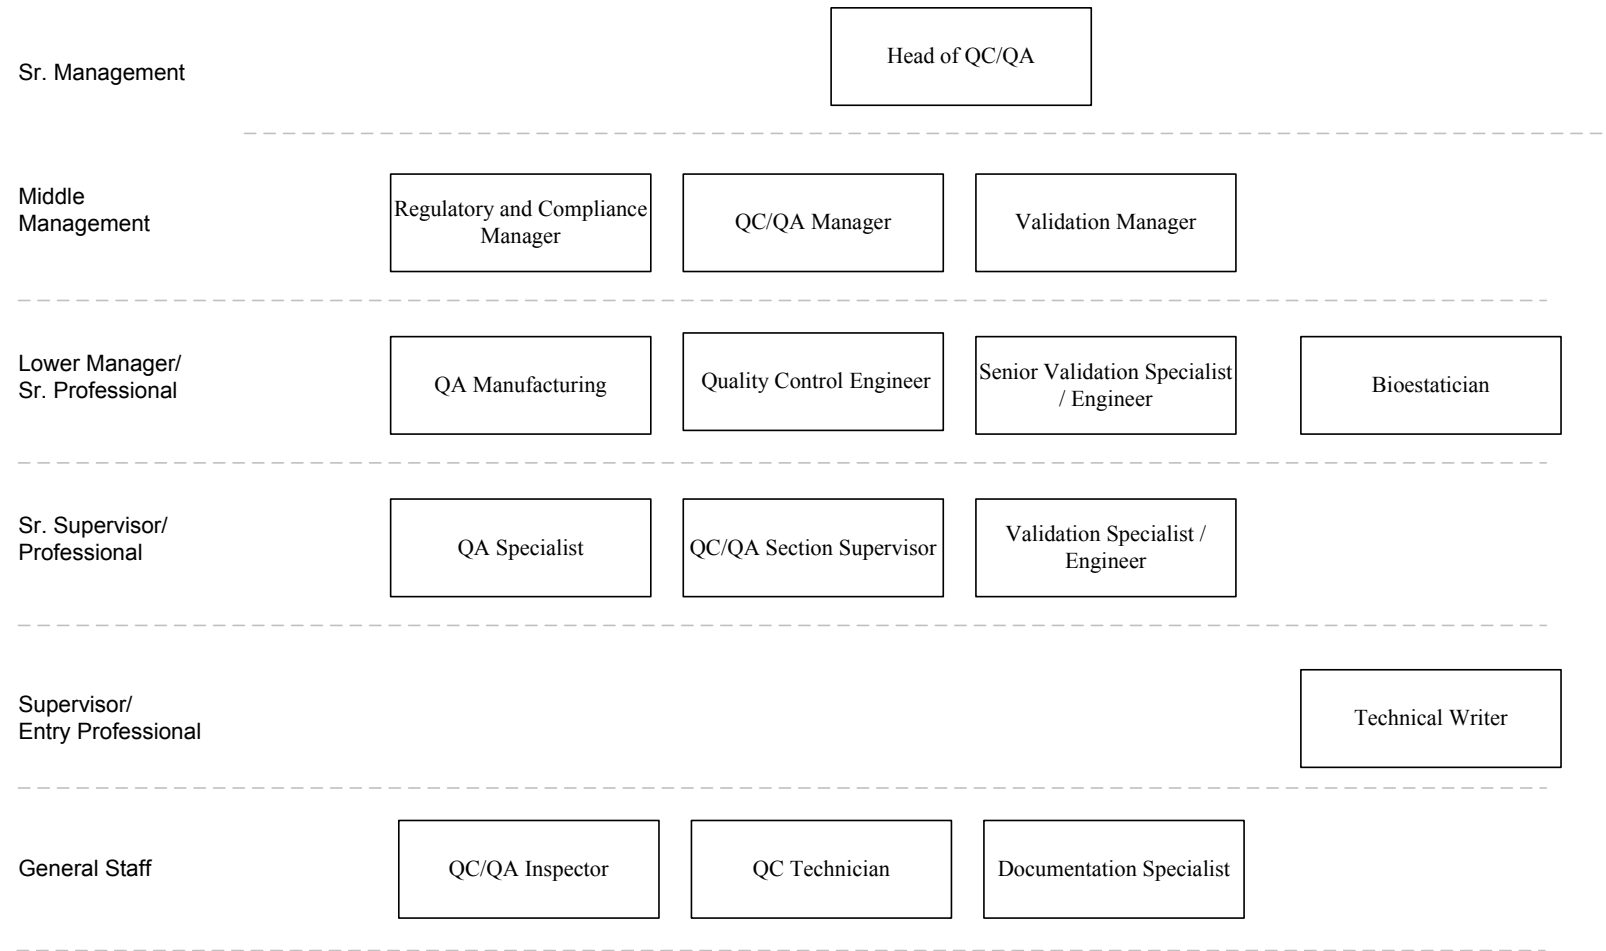 Head of QC/QA
Sr. Management
Middle
Management
Regulatory and Compliance
Manager
QC/QA Manager
Validation Manager
Lower Manager/
Sr. Professional
QA Manufacturing
Quality Control Engineer
Senior Validation Specialist
/ Engineer
Bioestatician
Sr. Supervisor/
Professional
QA Specialist
QC/QA Section Supervisor
Validation Specialist /
Engineer
Supervisor/
Entry Professional
Technical Writer
General Staff
QC/QA Inspector
QC Technician
Documentation Specialist